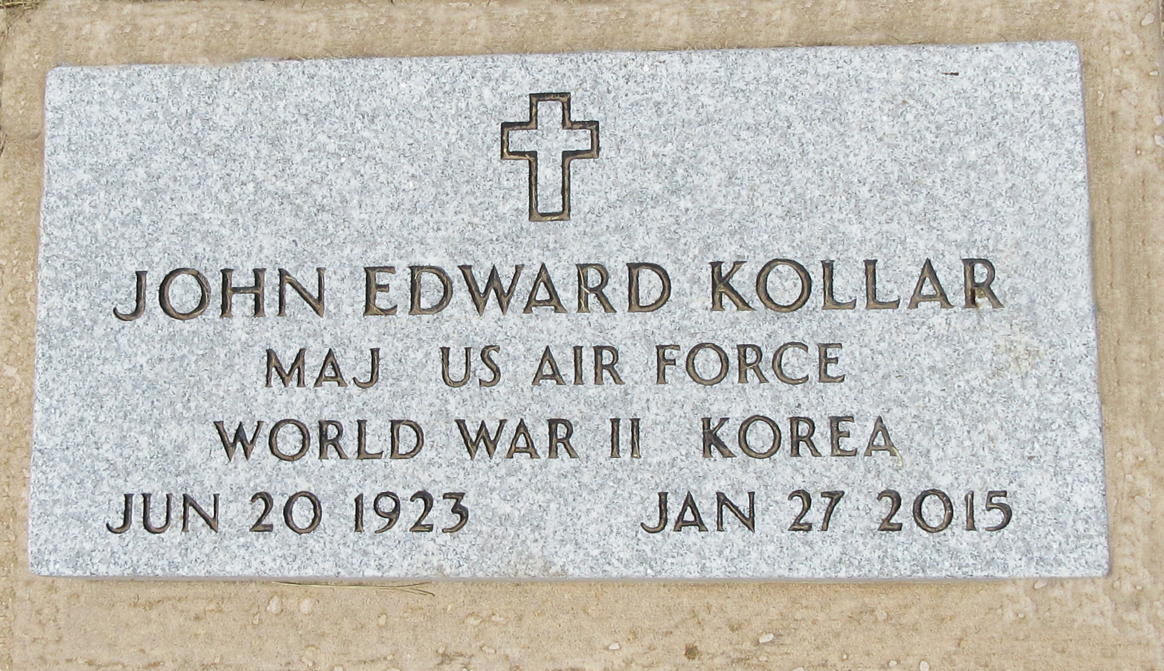 JOHN EDWARD KOLLAR
MAJ US AIR FORCE
WORLD WAR II KOREA
JUN 20 1923 JAN 27 2015